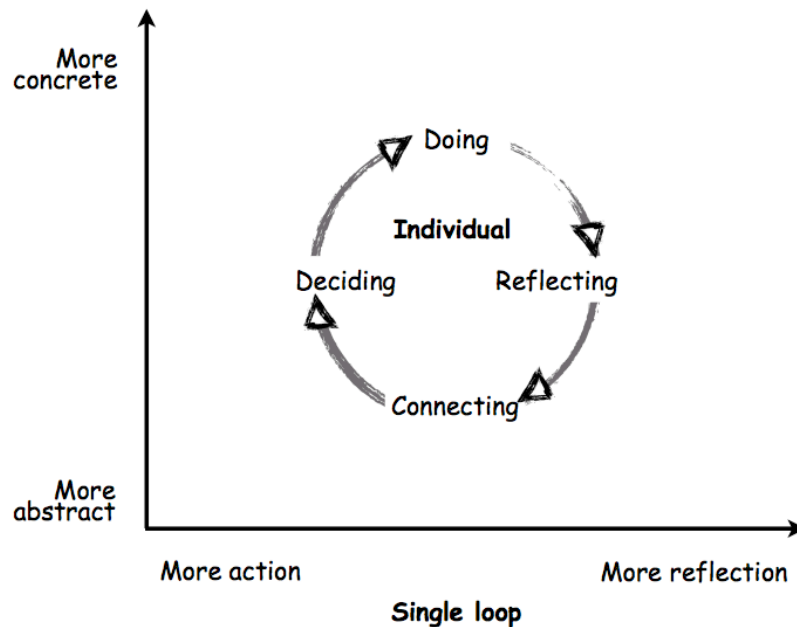 More
concrete
Doing
Individual
Deciding
Reflecting
Connecting
More
abstract
More action
More reflection
Single loop